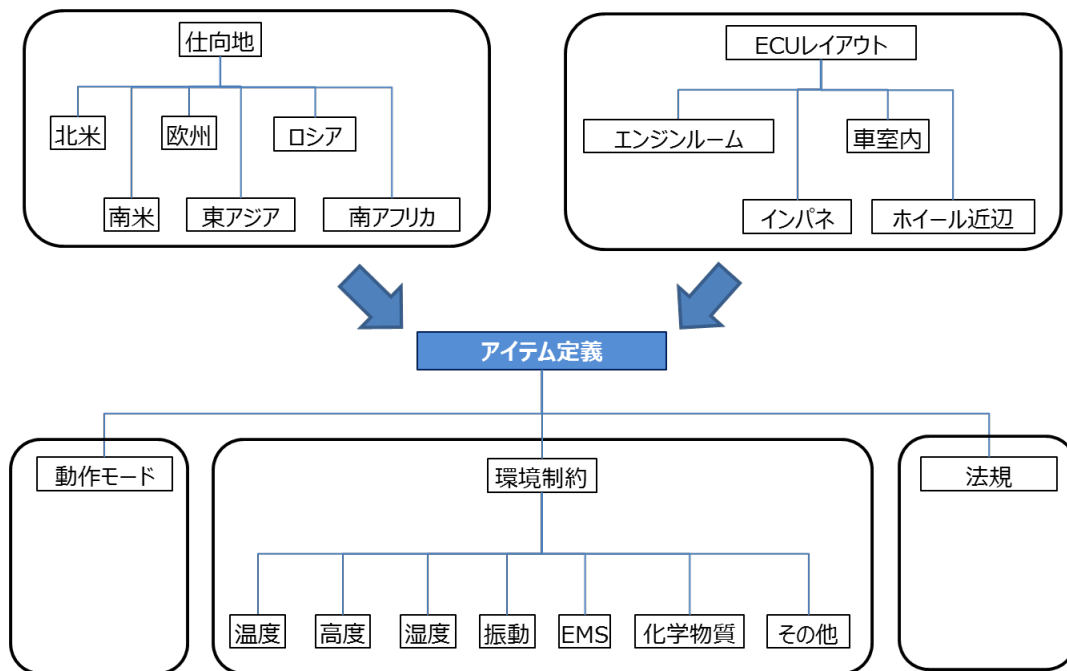 仕向地
北米
欧州
ロシア
南米
東アジア
南アフリカ
ECUレイアウト
エンジンルーム
車室内
インパネ
ホイール近辺
アイテム定義
動作モード
環境制約
法規
温度
高度
湿度
振動
EMS
化学物質
その他